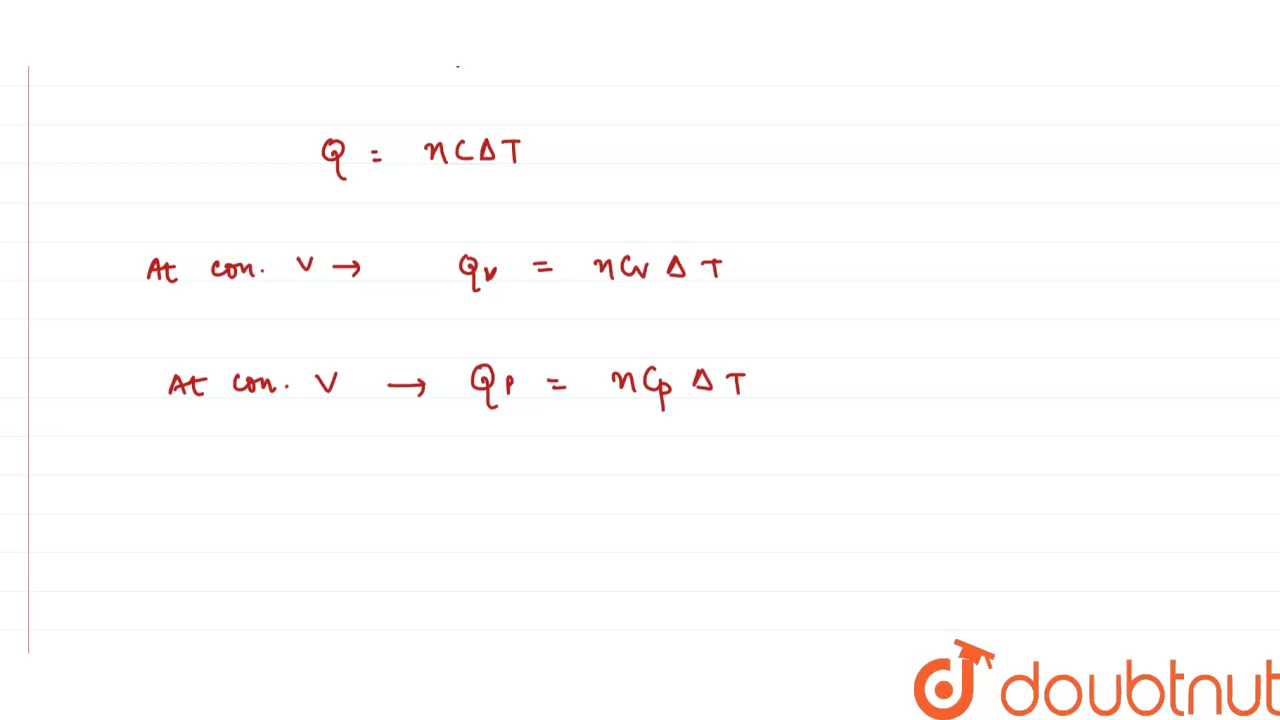 Q = nCΔT
At con. V → Qv = nCv ΔT
At con. V → Qp = nCp ΔT
doubtnut